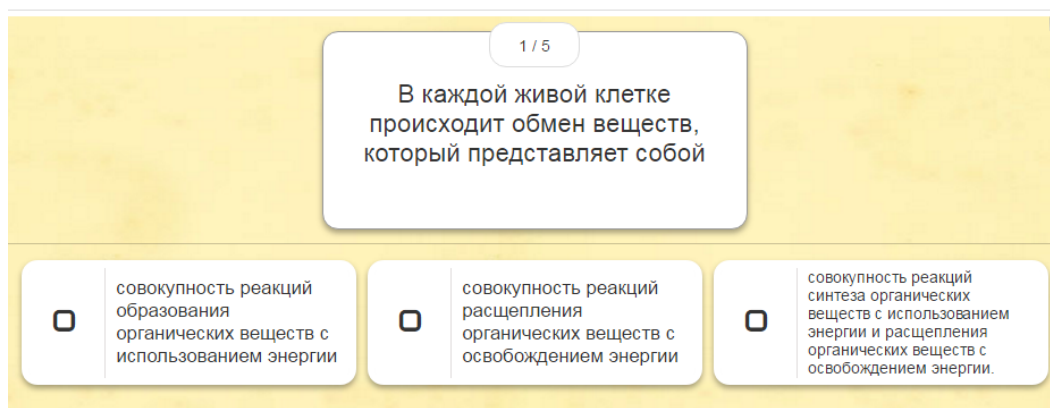 1 / 5
В каждой живой клетке
происходит обмен веществ,
который представляет собой
совокупность реакций
образования
органических веществ с
использованием энергии
совокупность реакций
расщепления
органических веществ с
освобождением энергии
совокупность реакций
синтеза органических
веществ с использованием
энергии и расщепления
органических веществ с
освобождением энергии.